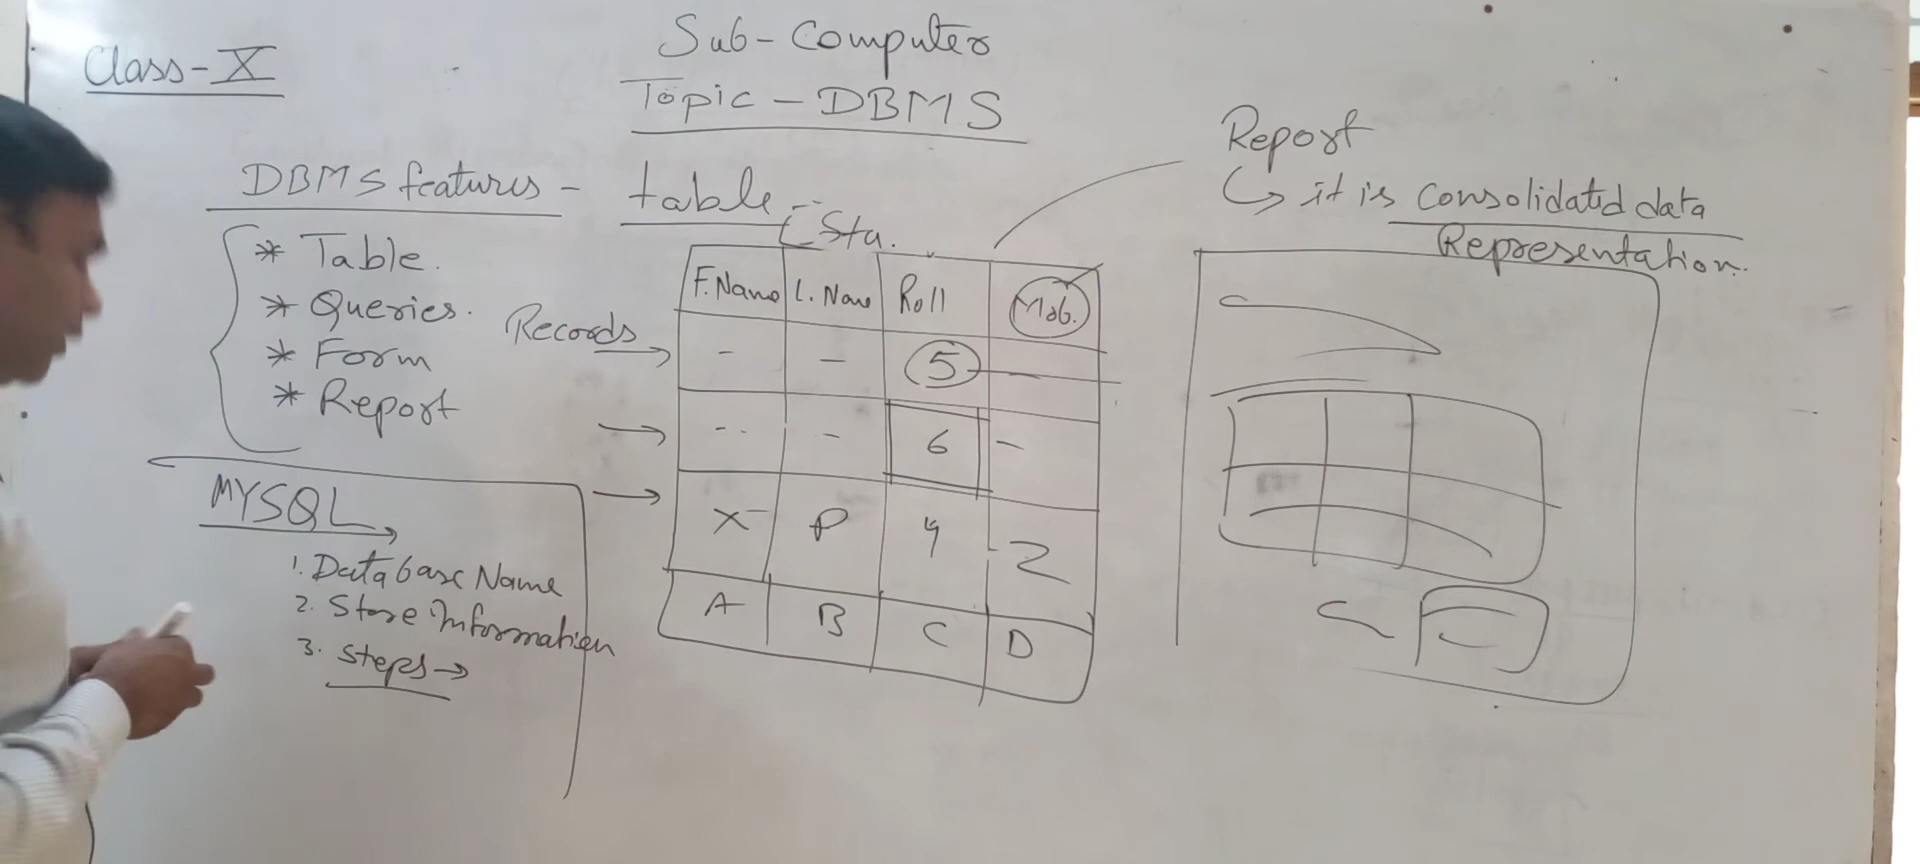 Class-X
Sub-Computer
Topic-DBMS
DBMS features -
* Table.
* Queries.
* Form
* Report
MYSQL
1. Database Name
2. Store Information
3. Steps →
table -
Stu.
Records →
F.Name L. Name Roll Mob.
- - 5 -
- - 6 -
X P 4 Z
A B C D
Report
↳ it is Consolidated data
Representation.